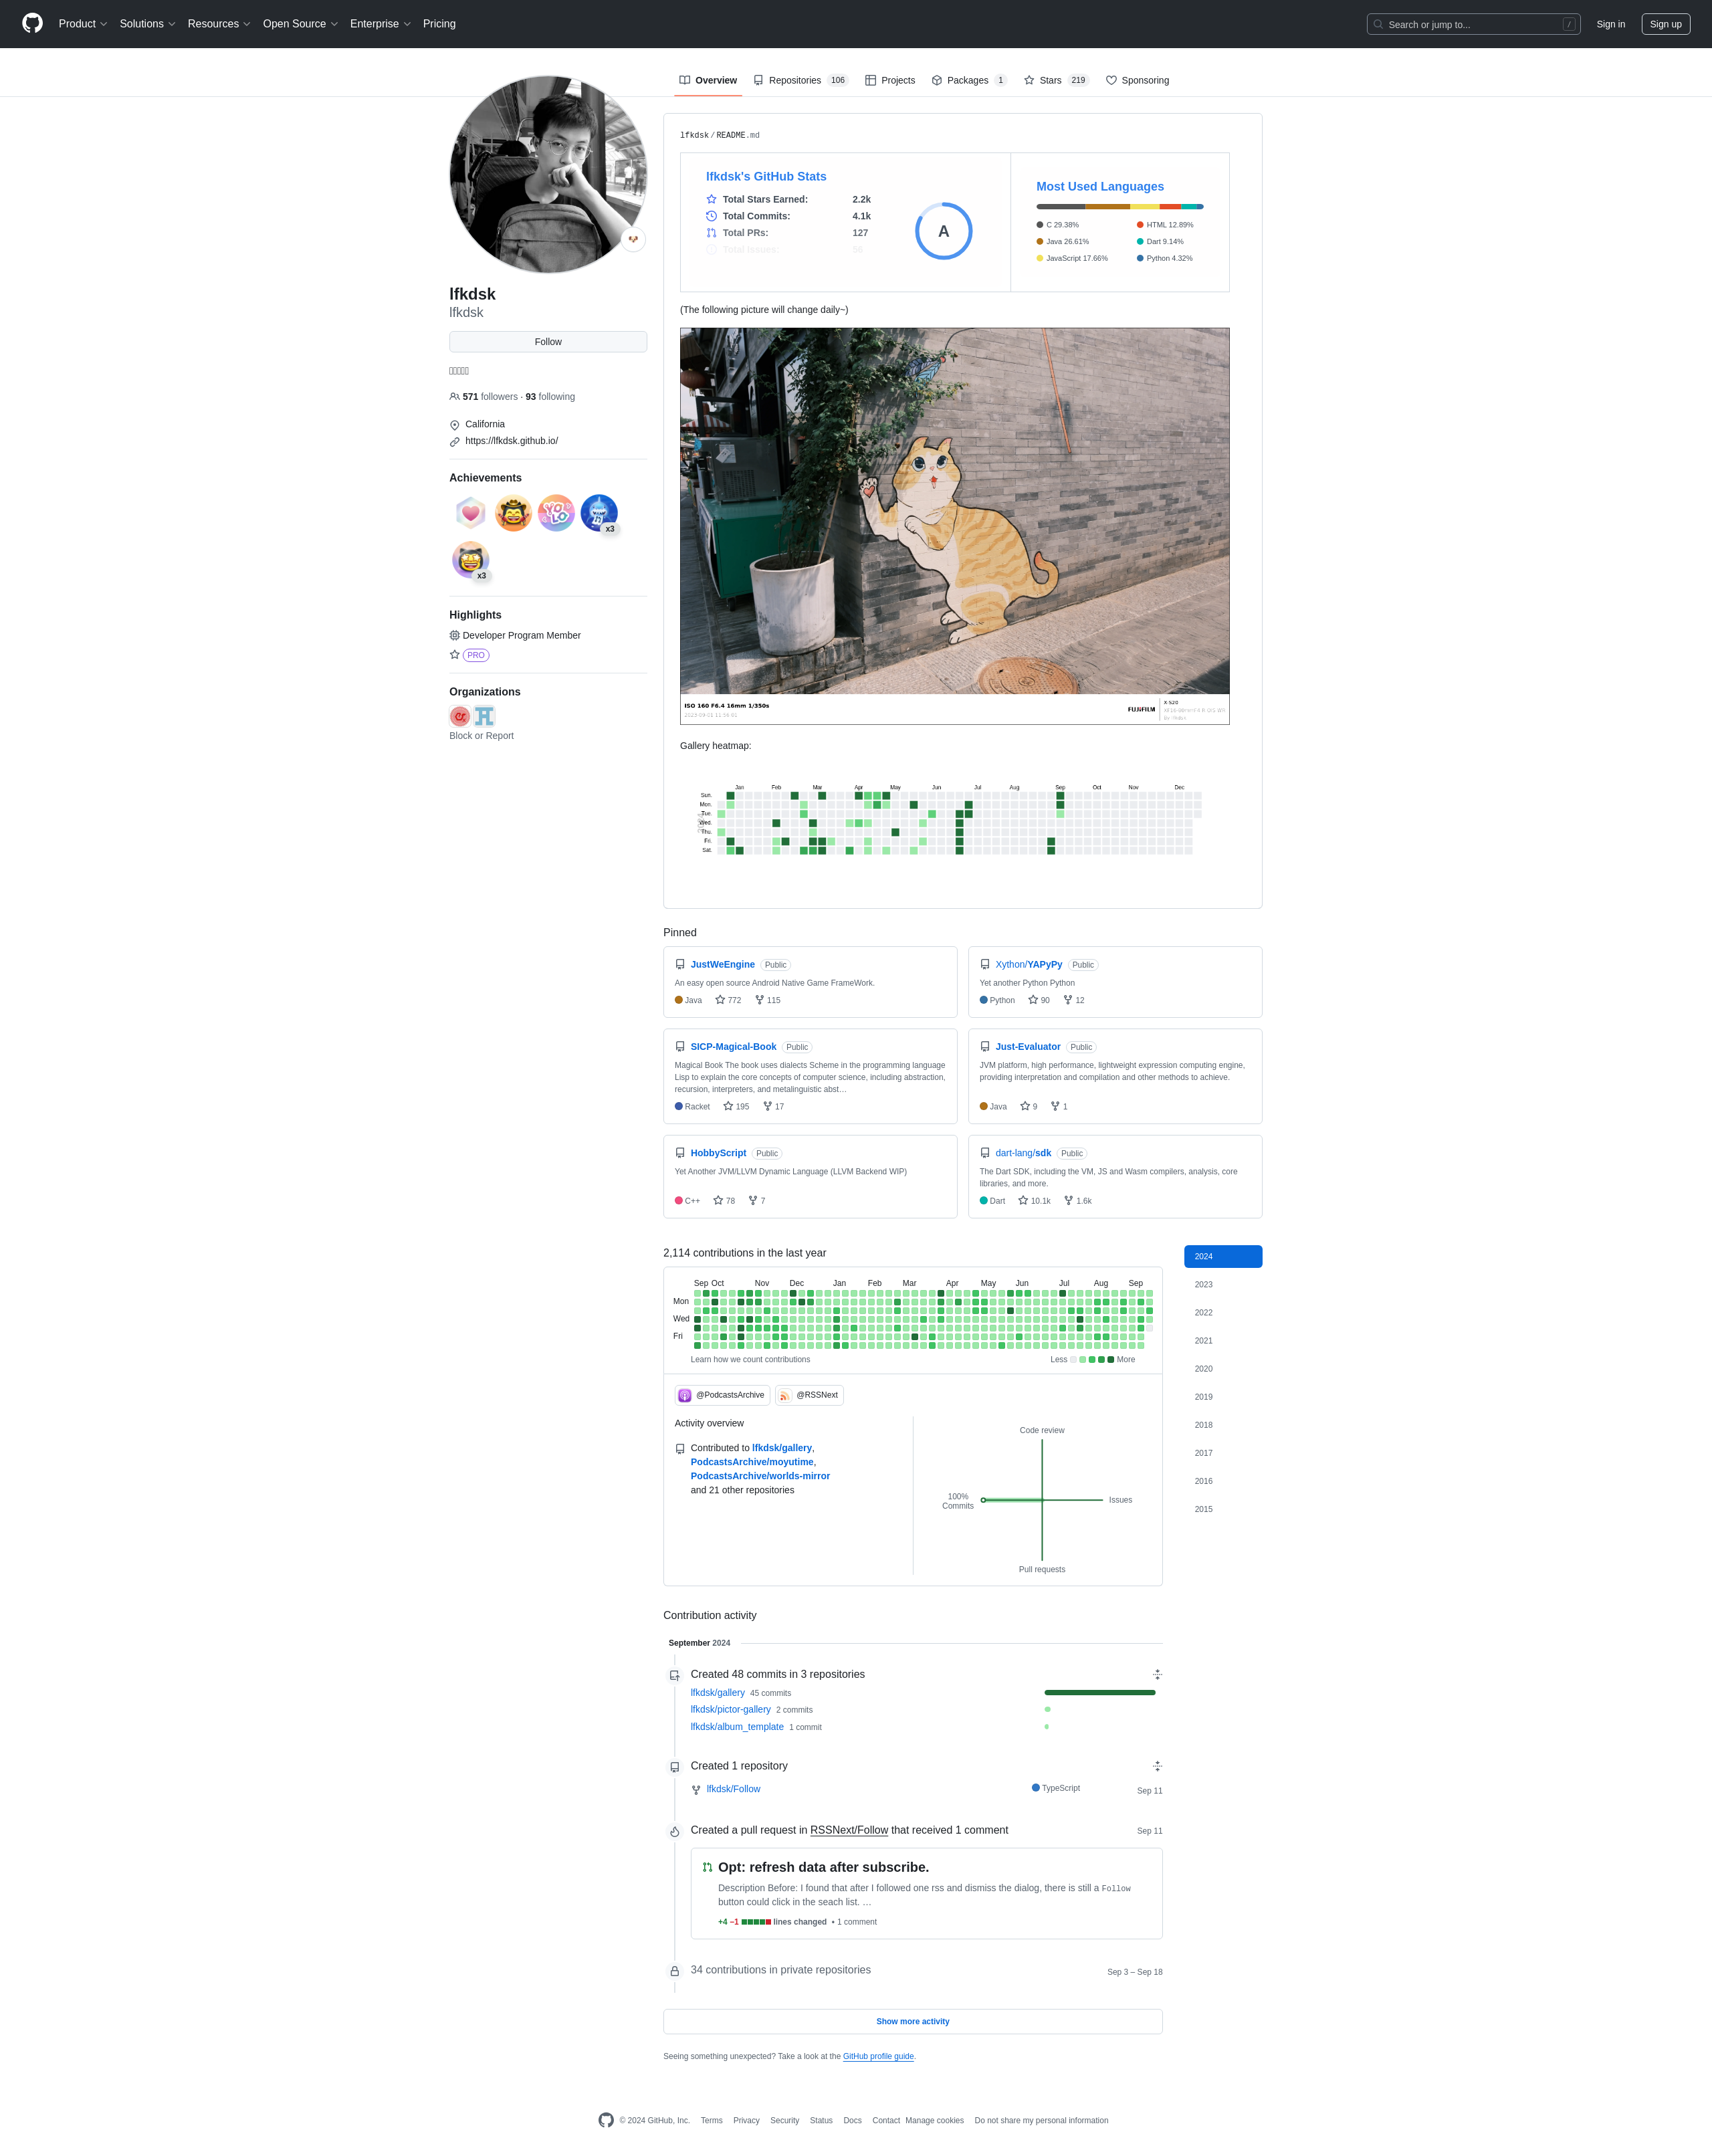 Product Solutions Resources Open Source Enterprise Pricing Search or jump to... / Sign in Sign up
Overview Repositories 106 Projects Packages 1 Stars 219 Sponsoring
lfkdsk
lfkdsk
Follow
571 followers · 93 following
California
https://lfkdsk.github.io/
Achievements
YOLO
x3
x3
Highlights
Developer Program Member
PRO
Organizations
Block or Report
lfkdsk / README.md
lfkdsk's GitHub Stats
Total Stars Earned: 2.2k
Total Commits: 4.1k
Total PRs: 127
Total Issues:
A
Most Used Languages
C 29.38% HTML 12.89%
Java 26.61% Dart 9.14%
JavaScript 17.66% Python 4.32%
(The following picture will change daily~)
ISO 160 F6.4 16mm 1/350s
FUJIFILM
X-S20
Gallery heatmap:
Jan Feb Mar Apr May Jun Jul Aug Sep Oct Nov Dec
Sun.
Mon.
Tue.
Wed.
Thu.
Fri.
Sat.
Pinned
JustWeEngine Public
An easy open source Android Native Game FrameWork.
Java 772 115
Xython/YAPyPy Public
Yet another Python Python
Python 90 12
SICP-Magical-Book Public
Magical Book The book uses dialects Scheme in the programming language
Lisp to explain the core concepts of computer science, including abstraction,
recursion, interpreters, and metalinguistic abst…
Racket 195 17
Just-Evaluator Public
JVM platform, high performance, lightweight expression computing engine,
providing interpretation and compilation and other methods to achieve.
Java 9 1
HobbyScript Public
Yet Another JVM/LLVM Dynamic Language (LLVM Backend WIP)
C++ 78 7
dart-lang/sdk Public
The Dart SDK, including the VM, JS and Wasm compilers, analysis, core
libraries, and more.
Dart 10.1k 1.6k
2,114 contributions in the last year
Sep Oct Nov Dec Jan Feb Mar Apr May Jun Jul Aug Sep
Mon
Wed
Fri
Learn how we count contributions Less More
@PodcastsArchive @RSSNext
Activity overview
Contributed to lfkdsk/gallery,
PodcastsArchive/moyutime,
PodcastsArchive/worlds-mirror
and 21 other repositories
Code review
100%
Commits
Issues
Pull requests
2024
2023
2022
2021
2020
2019
2018
2017
2016
2015
Contribution activity
September 2024
Created 48 commits in 3 repositories
lfkdsk/gallery 45 commits
lfkdsk/pictor-gallery 2 commits
lfkdsk/album_template 1 commit
Created 1 repository
lfkdsk/Follow TypeScript Sep 11
Created a pull request in RSSNext/Follow that received 1 comment Sep 11
Opt: refresh data after subscribe.
Description Before: I found that after I followed one rss and dismiss the dialog, there is still a Follow
button could click in the seach list. …
+4 −1 lines changed • 1 comment
34 contributions in private repositories Sep 3 – Sep 18
Show more activity
Seeing something unexpected? Take a look at the GitHub profile guide.
© 2024 GitHub, Inc. Terms Privacy Security Status Docs Contact Manage cookies Do not share my personal information